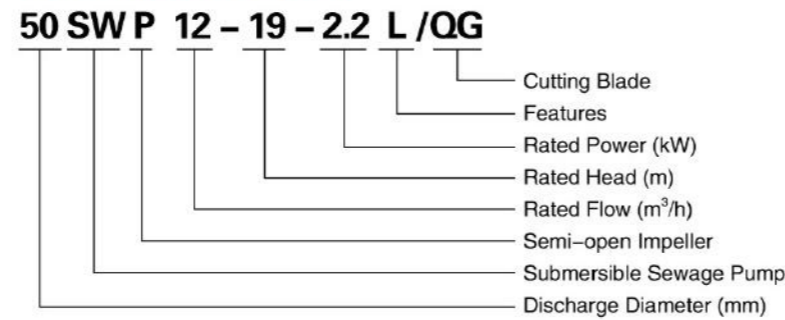 50 SW P 12 – 19 – 2.2 L /QG
Cutting Blade
Features
Rated Power (kW)
Rated Head (m)
Rated Flow (m³/h)
Semi–open Impeller
Submersible Sewage Pump
Discharge Diameter (mm)